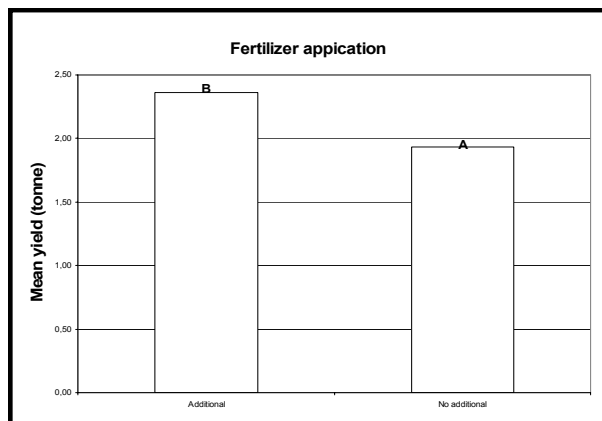 Fertilizer appication
Mean yield (tonne)
2,50
2,00
1,50
1,00
0,50
0,00
B
A
Additional
No additional